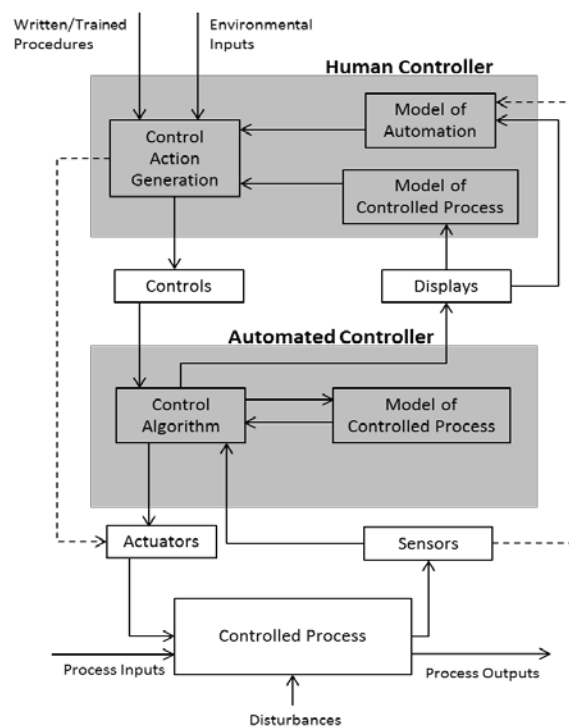 Written/Trained
Procedures
Environmental
Inputs
Human Controller
Control
Action
Generation
Model of
Automation
Model of
Controlled Process
Controls
Displays
Automated Controller
Control
Algorithm
Model of
Controlled Process
Actuators
Sensors
Controlled Process
Process Inputs
Process Outputs
Disturbances